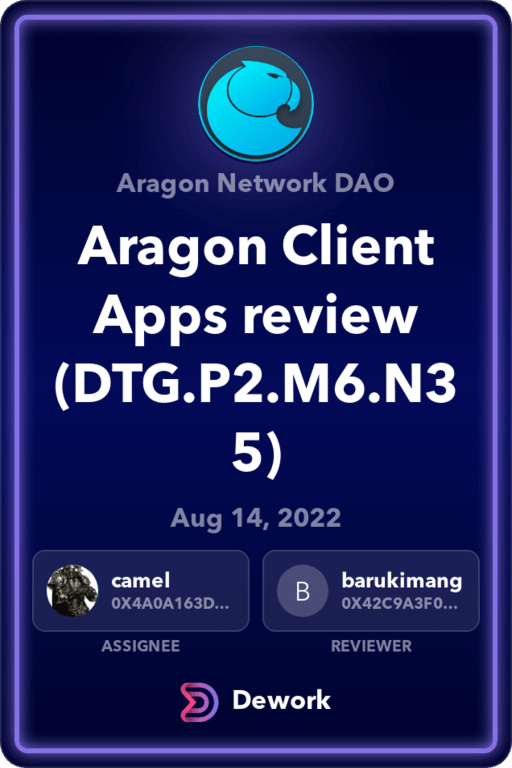 Aragon Network DAO
Aragon Client
Apps review
(DTG.P2.M6.N3
5)
Aug 14, 2022
camel
0X4A0A163D...
ASSIGNEE
B
barukimang
0X42C9A3F0...
REVIEWER
Dework